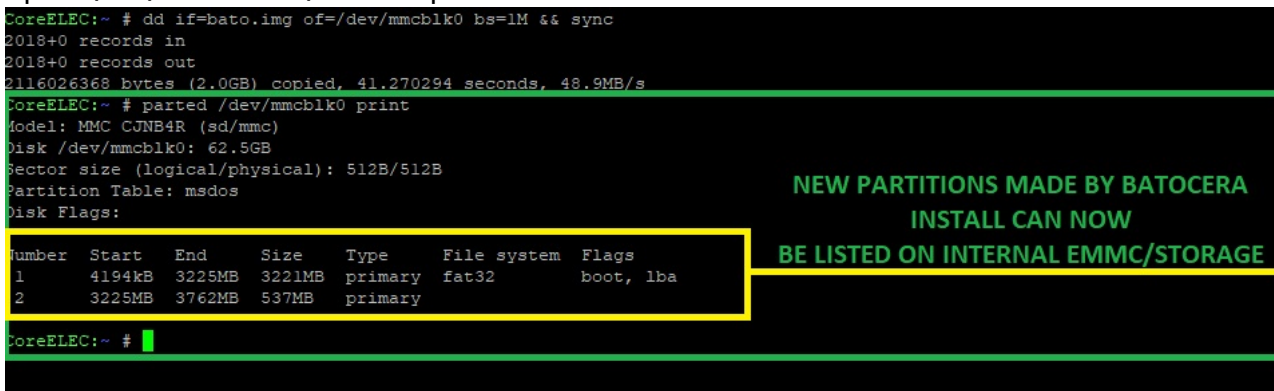 CoreELEC:~ # dd if=bato.img of=/dev/mmcblk0 bs=1M && sync
2018+0 records in
2018+0 records out
2116026368 bytes (2.0GB) copied, 41.270294 seconds, 48.9MB/s
CoreELEC:~ # parted /dev/mmcblk0 print
Model: MMC CJNB4R (sd/mmc)
Disk /dev/mmcblk0: 62.5GB
Sector size (logical/physical): 512B/512B
Partition Table: msdos
Disk Flags:
Number Start End Size Type File system Flags
1 4194kB 3225MB 3221MB primary fat32 boot, lba
2 3225MB 3762MB 537MB primary
CoreELEC:~ #
NEW PARTITIONS MADE BY BATOCERA
INSTALL CAN NOW
BE LISTED ON INTERNAL EMMC/STORAGE